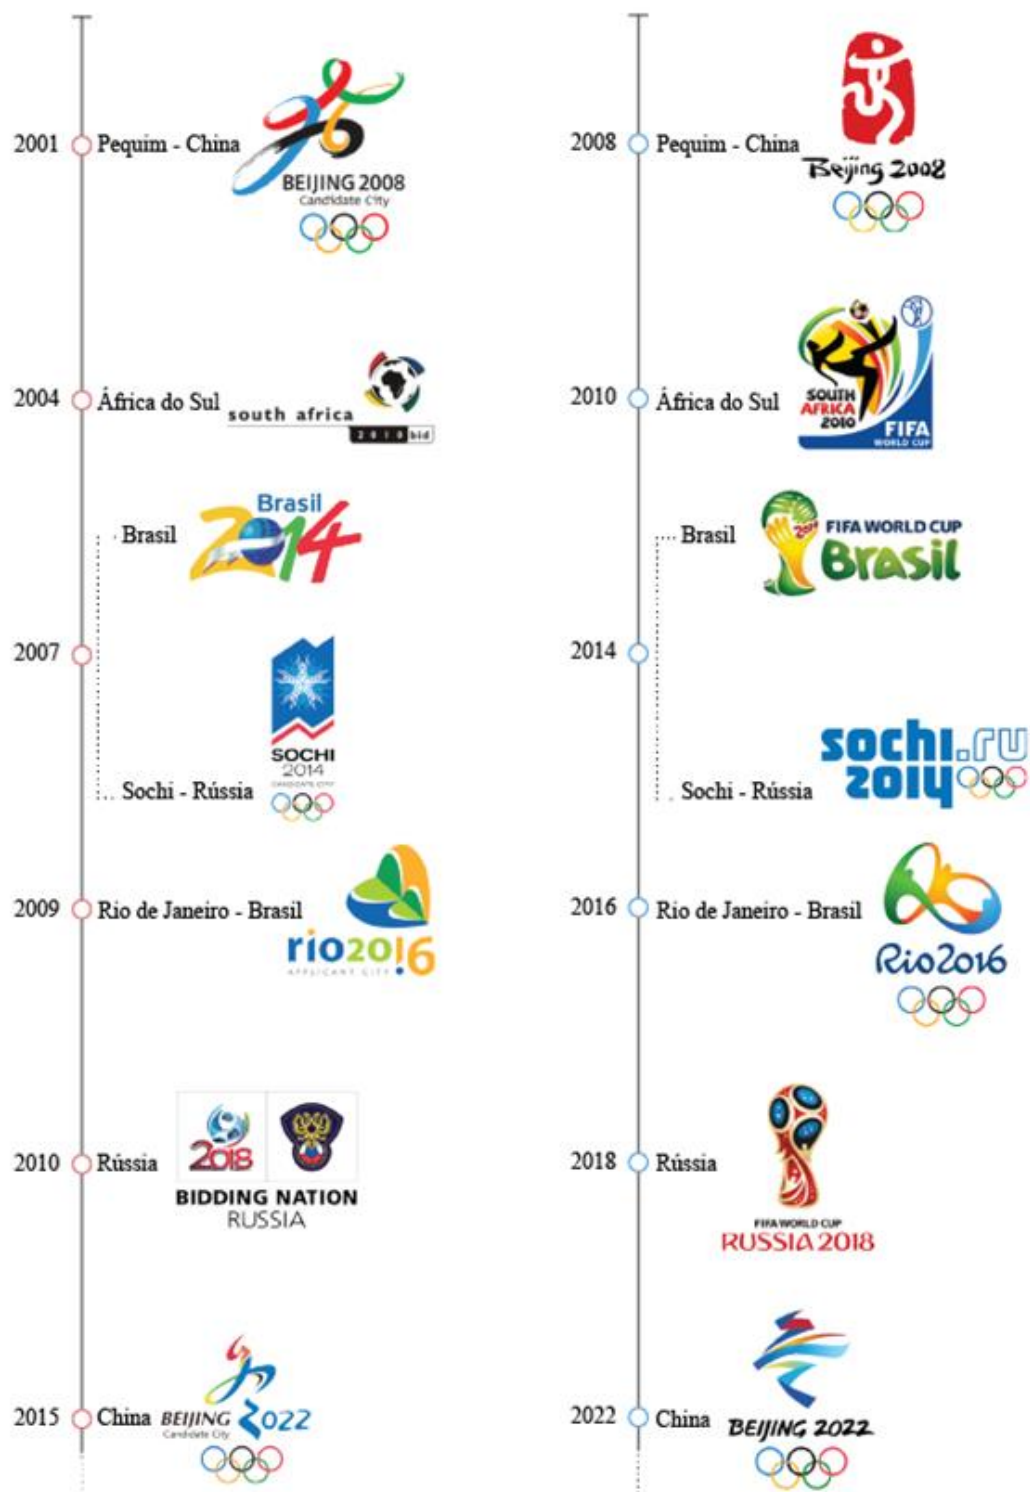 2001
Pequim - China
BEIJING 2008
Candidate City
2004
África do Sul
south africa
2010 bid
Brasil
Brasil
2014
2007
SOCHI
2014
CANDIDATE CITY
Sochi - Rússia
2009
Rio de Janeiro - Brasil
rio2016
APPLICANT CITY
2018
2010
Rússia
BIDDING NATION
RUSSIA
2015
China
BEIJING 2022
Candidate City
2008
Pequim - China
Beijing 2008
2010
África do Sul
SOUTH
AFRICA
2010
FIFA
WORLD CUP
Brasil
2014
FIFA WORLD CUP
Brasil
2014
sochi.ru
2014
Sochi - Rússia
2016
Rio de Janeiro - Brasil
Rio2016
2018
Rússia
FIFA WORLD CUP
RUSSIA 2018
2022
China
BEIJING 2022